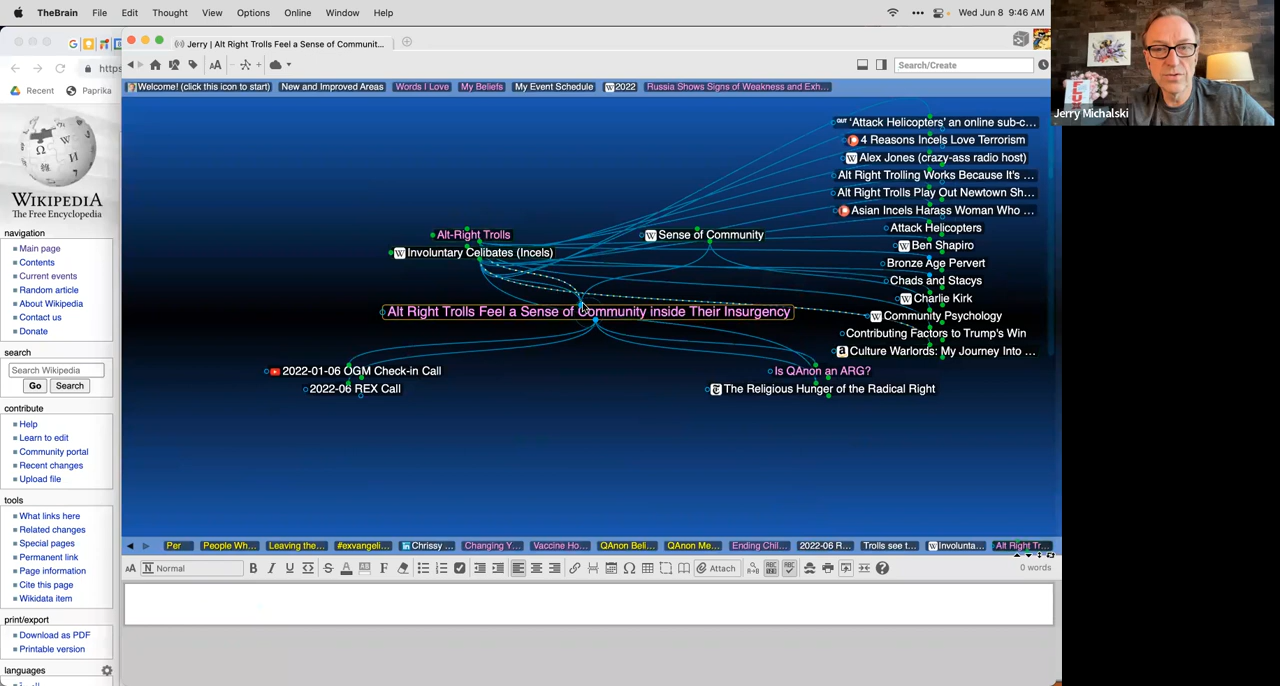 TheBrain File Edit Thought View Options Online Window Help
Wed Jun 8 9:46 AM
Jerry | Alt Right Trolls Feel a Sense of Communit...
https
Recent Paprika
Search/Create
Welcome! (click this icon to start) New and Improved Areas Words I Love My Beliefs My Event Schedule 2022 Russia Shows Signs of Weakness and Exh...
Jerry Michalski
WIKIPEDIA
The Free Encyclopedia
navigation
Main page
Contents
Current events
Random article
About Wikipedia
Contact us
Donate
search
Search Wikipedia
Go Search
contribute
Help
Learn to edit
Community portal
Recent changes
Upload file
tools
What links here
Related changes
Special pages
Permanent link
Page information
Cite this page
Wikidata item
print/export
Download as PDF
Printable version
languages
'Attack Helicopters' an online sub-c...
4 Reasons Incels Love Terrorism
Alex Jones (crazy-ass radio host)
Alt Right Trolling Works Because It's ...
Alt Right Trolls Play Out Newtown Sh...
Asian Incels Harass Woman Who ...
Attack Helicopters
Ben Shapiro
Bronze Age Pervert
Chads and Stacys
Charlie Kirk
Community Psychology
Contributing Factors to Trump's Win
Culture Warlords: My Journey Into ...
Alt-Right Trolls
Involuntary Celibates (Incels)
Sense of Community
Alt Right Trolls Feel a Sense of Community inside Their Insurgency
2022-01-06 OGM Check-in Call
2022-06 REX Call
Is QAnon an ARG?
The Religious Hunger of the Radical Right
Per People Wh... Leaving the... #exvangeli... Chrissy ... Changing Y... Vaccine Ho... QAnon Beli... QAnon Me... Ending Chil... 2022-06 R... Trolls see t... Involunta... Alt Right Tr...
Normal
Attach
0 words